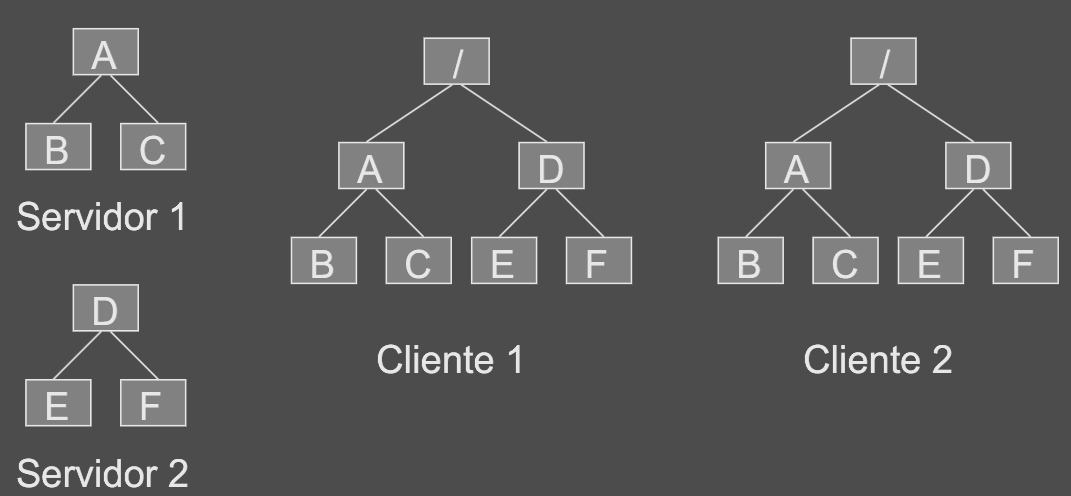 A
B C
Servidor 1
D
E F
Servidor 2
/
A D
B C E F
Cliente 1
/
A D
B C E F
Cliente 2